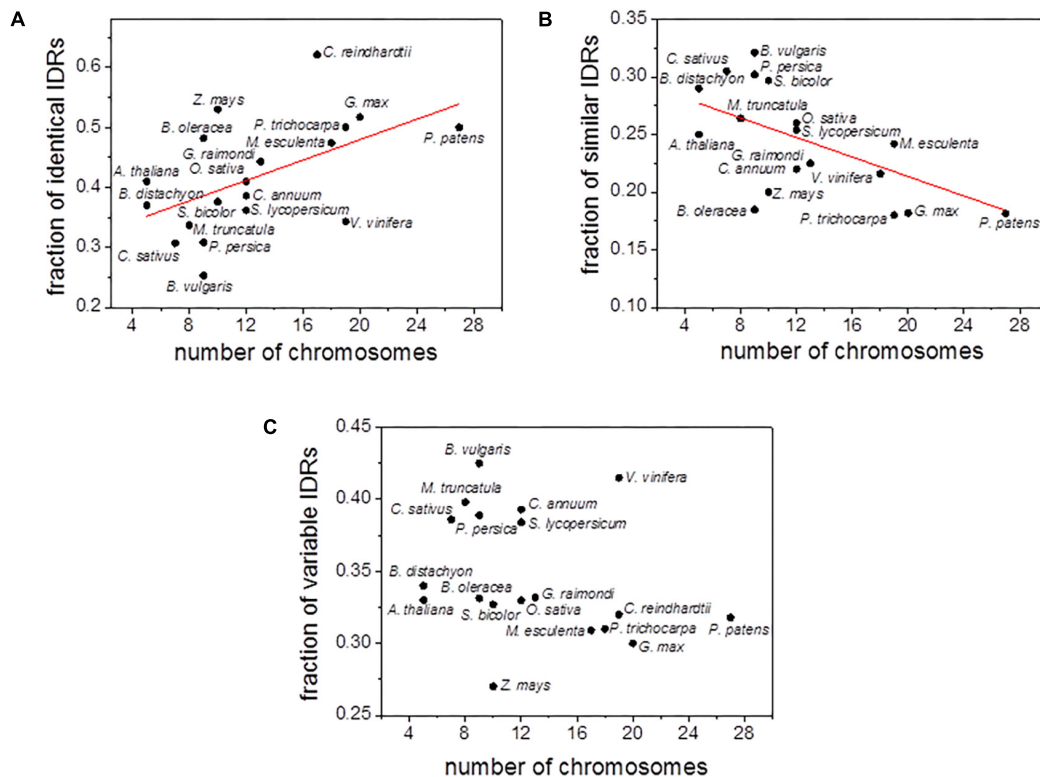 A
fraction of identical IDRs
0.6
0.5
0.4
0.3
0.2
C. reindhardtii
Z. mays
G. max
B. oleracea
P. trichocarpa
P. patens
M. esculenta
G. raimondi
A. thaliana
O. sativa
B. distachyon
C. annuum
S. bicolor
S. lycopersicum
V. vinifera
M. truncatula
C. sativus
P. persica
B. vulgaris
4 8 12 16 20 24 28
number of chromosomes
B
fraction of similar IDRs
0.35
0.30
0.25
0.20
0.15
0.10
B. vulgaris
C. sativus
P. persica
B. distachyon
S. bicolor
M. truncatula
O. sativa
S. lycopersicum
A. thaliana
M. esculenta
G. raimondi
C. annuum
V. vinifera
Z. mays
B. oleracea
P. trichocarpa
G. max
P. patens
4 8 12 16 20 24 28
number of chromosomes
C
fraction of variable IDRs
0.45
0.40
0.35
0.30
0.25
B. vulgaris
V. vinifera
M. truncatula
C. annuum
C. sativus
P. persica
S. lycopersicum
B. distachyon
B. oleracea
G. raimondi
A. thaliana
S. bicolor
O. sativa
C. reindhardtii
M. esculenta
P. trichocarpa
P. patens
G. max
Z. mays
4 8 12 16 20 24 28
number of chromosomes